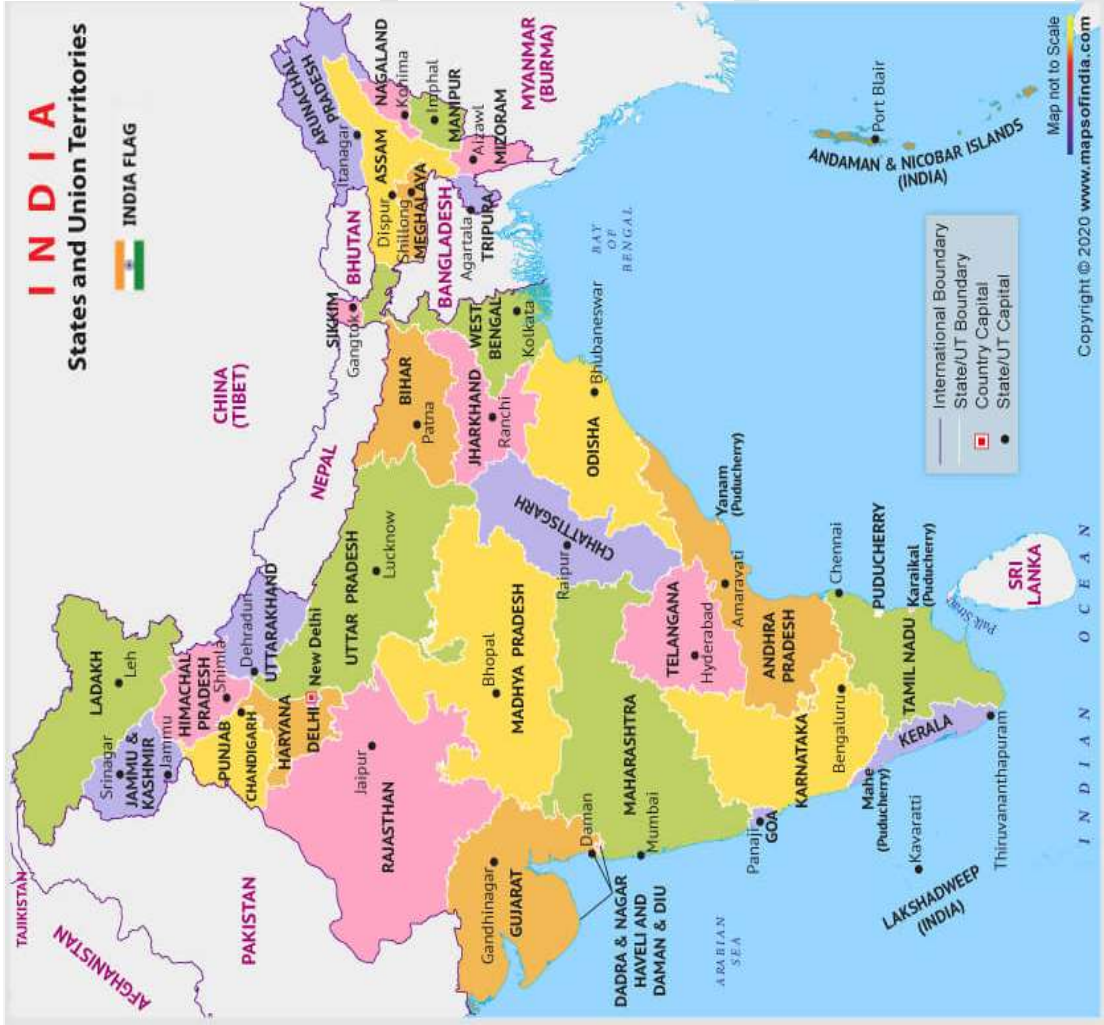 INDIA
States and Union Territories
INDIA FLAG
TAJIKISTAN
AFGHANISTAN
PAKISTAN
CHINA
(TIBET)
NEPAL
BHUTAN
BANGLADESH
MYANMAR
(BURMA)
SRI
LANKA
LADAKH
Leh
Srinagar
JAMMU &
KASHMIR
Jammu
HIMACHAL
PRADESH
Shimla
PUNJAB
CHANDIGARH
Dehradun
UTTARAKHAND
HARYANA
DELHI
New Delhi
RAJASTHAN
Jaipur
UTTAR PRADESH
Lucknow
BIHAR
Patna
SIKKIM
Gangtok
ARUNACHAL
PRADESH
Itanagar
ASSAM
Dispur
NAGALAND
Kohima
Shillong
MEGHALAYA
Imphal
MANIPUR
Aizawl
MIZORAM
Agartala
TRIPURA
WEST
BENGAL
Kolkata
JHARKHAND
Ranchi
ODISHA
Bhubaneswar
CHHATTISGARH
Raipur
MADHYA PRADESH
Bhopal
Gandhinagar
GUJARAT
Daman
DADRA & NAGAR
HAVELI AND
DAMAN & DIU
MAHARASHTRA
Mumbai
TELANGANA
Hyderabad
Yanam
(Puducherry)
Amaravati
ANDHRA
PRADESH
Panaji
GOA
KARNATAKA
Bengaluru
Chennai
PUDUCHERRY
Karaikal
(Puducherry)
TAMIL NADU
KERALA
Mahe
(Puducherry)
Kavaratti
LAKSHADWEEP
(INDIA)
Thiruvananthapuram
Palk Strait
ARABIAN
SEA
BAY
OF
BENGAL
INDIAN OCEAN
Port Blair
ANDAMAN & NICOBAR ISLANDS
(INDIA)
International Boundary
State/UT Boundary
Country Capital
State/UT Capital
Map not to Scale
Copyright © 2020 www.mapsofindia.com